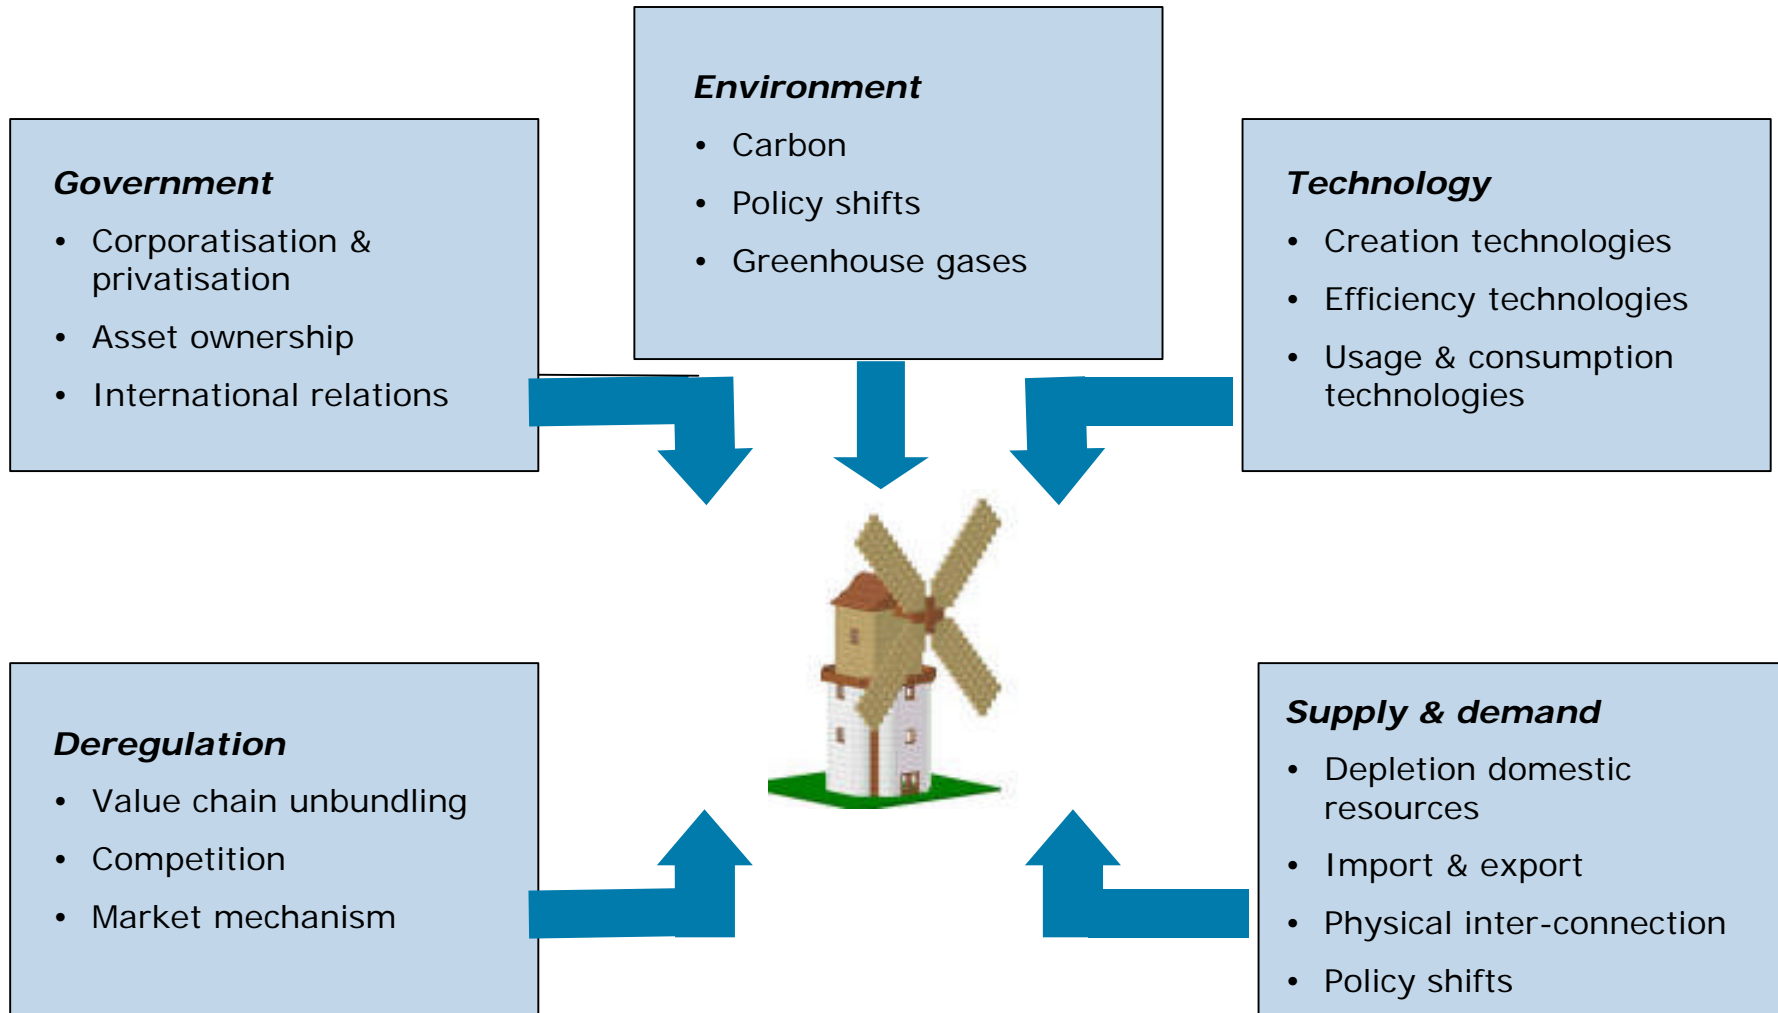 Environment
• Carbon
• Policy shifts
• Greenhouse gases
Government
• Corporatisation &
privatisation
• Asset ownership
• International relations
Technology
• Creation technologies
• Efficiency technologies
• Usage & consumption
technologies
Deregulation
• Value chain unbundling
• Competition
• Market mechanism
Supply & demand
• Depletion domestic
resources
• Import & export
• Physical inter-connection
• Policy shifts